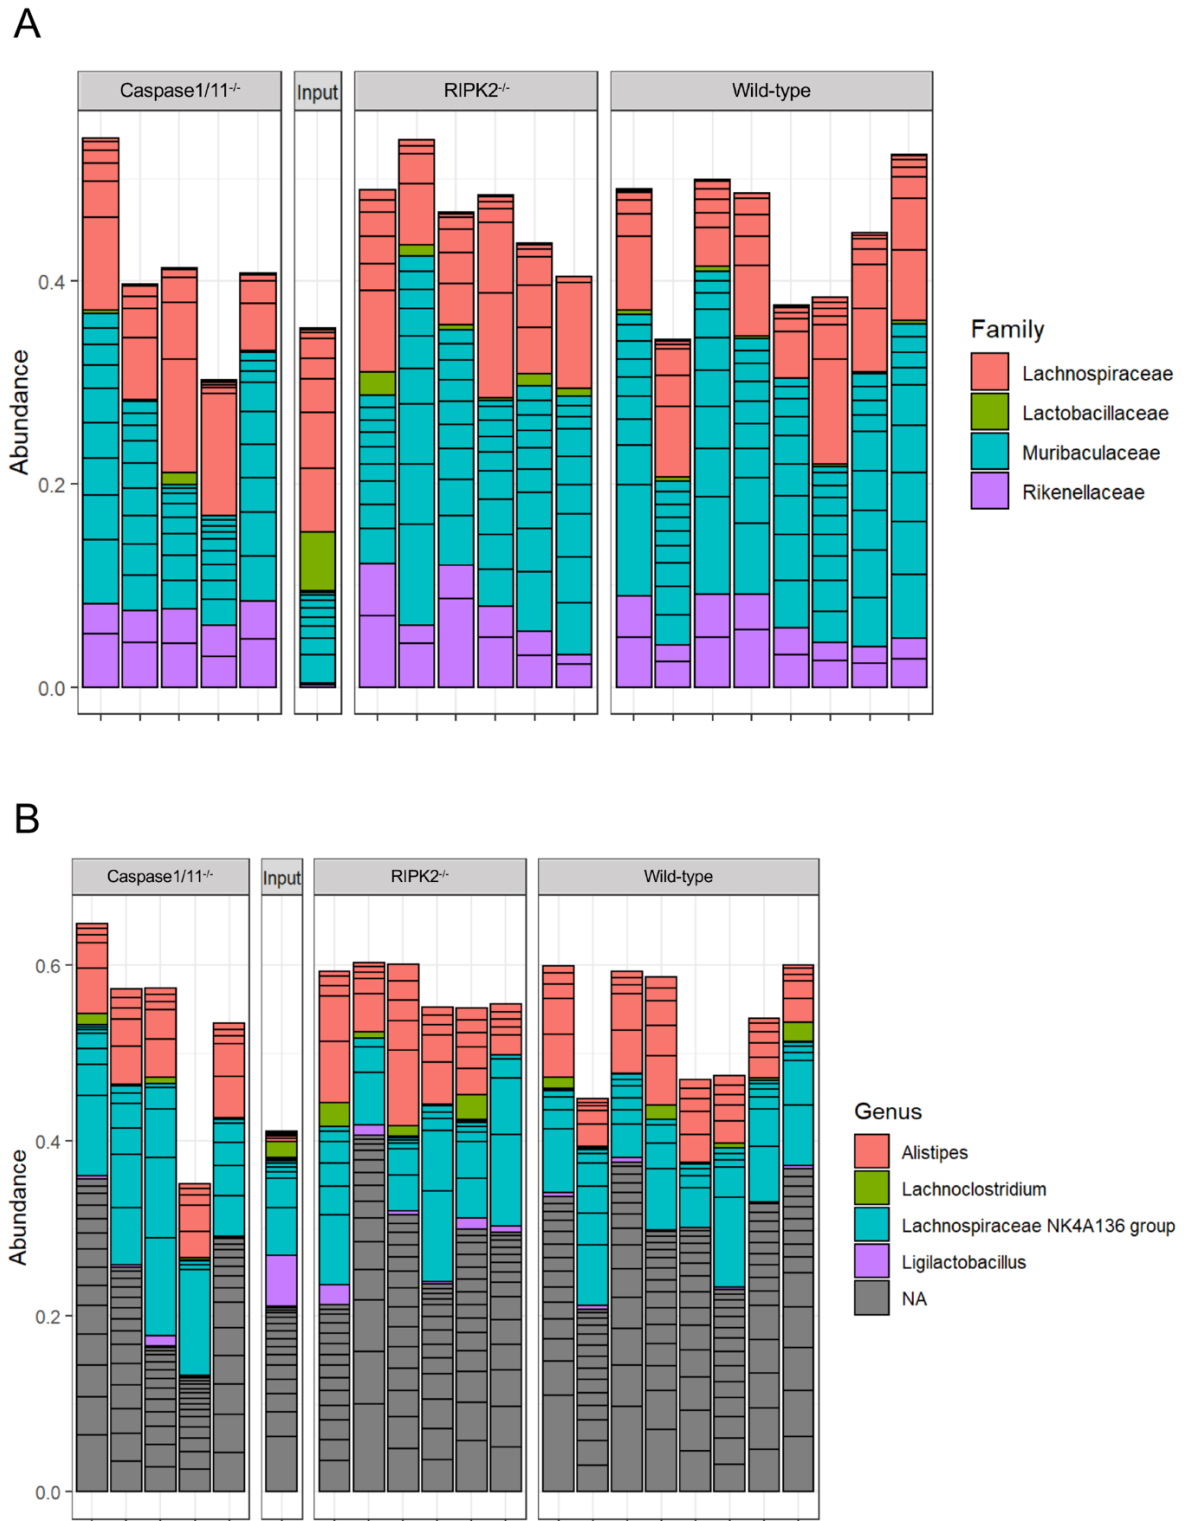 A
Caspase1/11-/-
Input
RIPK2-/-
Wild-type
0.4
0.2
0.0
Abundance
Family
Lachnospiraceae
Lactobacillaceae
Muribaculaceae
Rikenellaceae
B
Caspase1/11-/-
Input
RIPK2-/-
Wild-type
0.6
0.4
0.2
0.0
Abundance
Genus
Alistipes
Lachnoclostridium
Lachnospiraceae NK4A136 group
Ligilactobacillus
NA